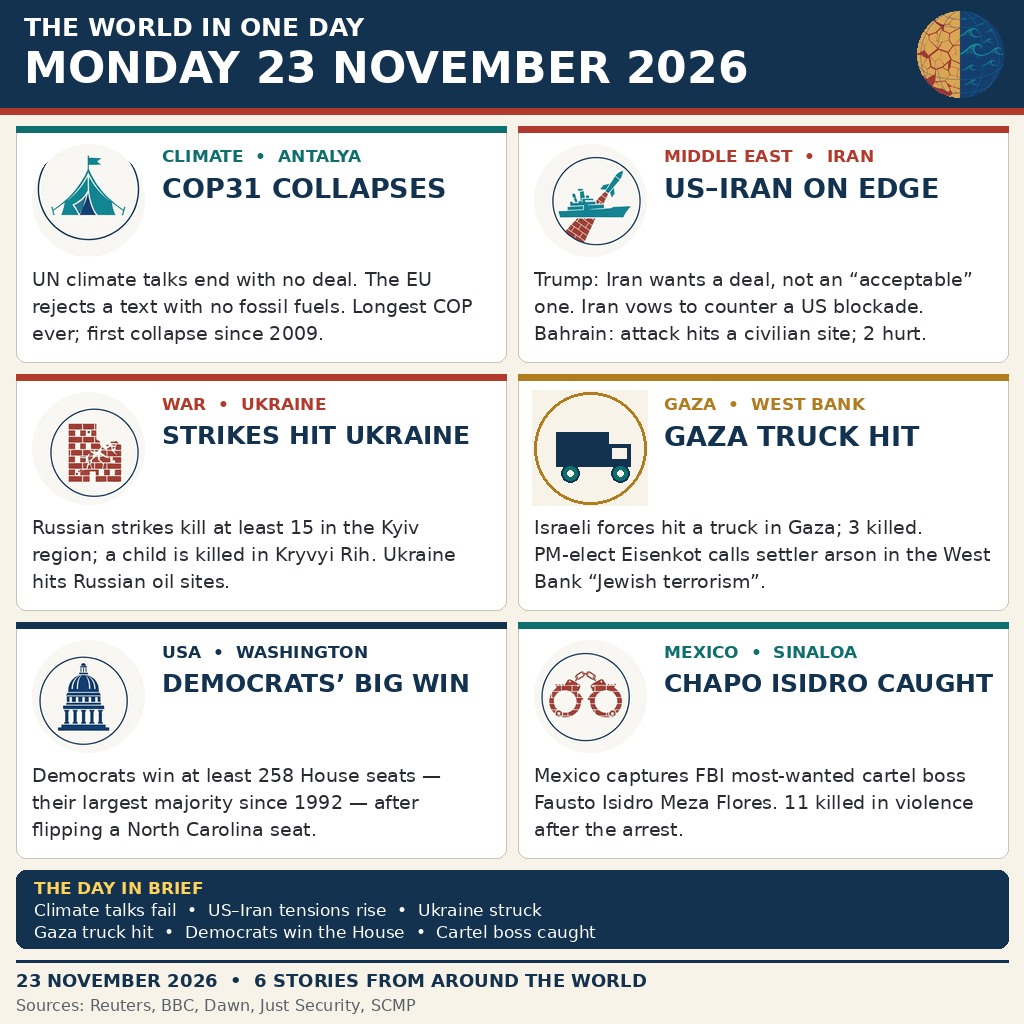 THE WORLD IN ONE DAY
MONDAY 23 NOVEMBER 2026
CLIMATE • ANTALYA
COP31 COLLAPSES
UN climate talks end with no deal. The EU
rejects a text with no fossil fuels. Longest COP
ever; first collapse since 2009.
MIDDLE EAST • IRAN
US–IRAN ON EDGE
Trump: Iran wants a deal, not an “acceptable”
one. Iran vows to counter a US blockade.
Bahrain: attack hits a civilian site; 2 hurt.
WAR • UKRAINE
STRIKES HIT UKRAINE
Russian strikes kill at least 15 in the Kyiv
region; a child is killed in Kryvyi Rih. Ukraine
hits Russian oil sites.
GAZA • WEST BANK
GAZA TRUCK HIT
Israeli forces hit a truck in Gaza; 3 killed.
PM-elect Eisenkot calls settler arson in the West
Bank “Jewish terrorism”.
USA • WASHINGTON
DEMOCRATS’ BIG WIN
Democrats win at least 258 House seats —
their largest majority since 1992 — after
flipping a North Carolina seat.
MEXICO • SINALOA
CHAPO ISIDRO CAUGHT
Mexico captures FBI most-wanted cartel boss
Fausto Isidro Meza Flores. 11 killed in violence
after the arrest.
THE DAY IN BRIEF
Climate talks fail • US–Iran tensions rise • Ukraine struck
Gaza truck hit • Democrats win the House • Cartel boss caught
23 NOVEMBER 2026 • 6 STORIES FROM AROUND THE WORLD
Sources: Reuters, BBC, Dawn, Just Security, SCMP